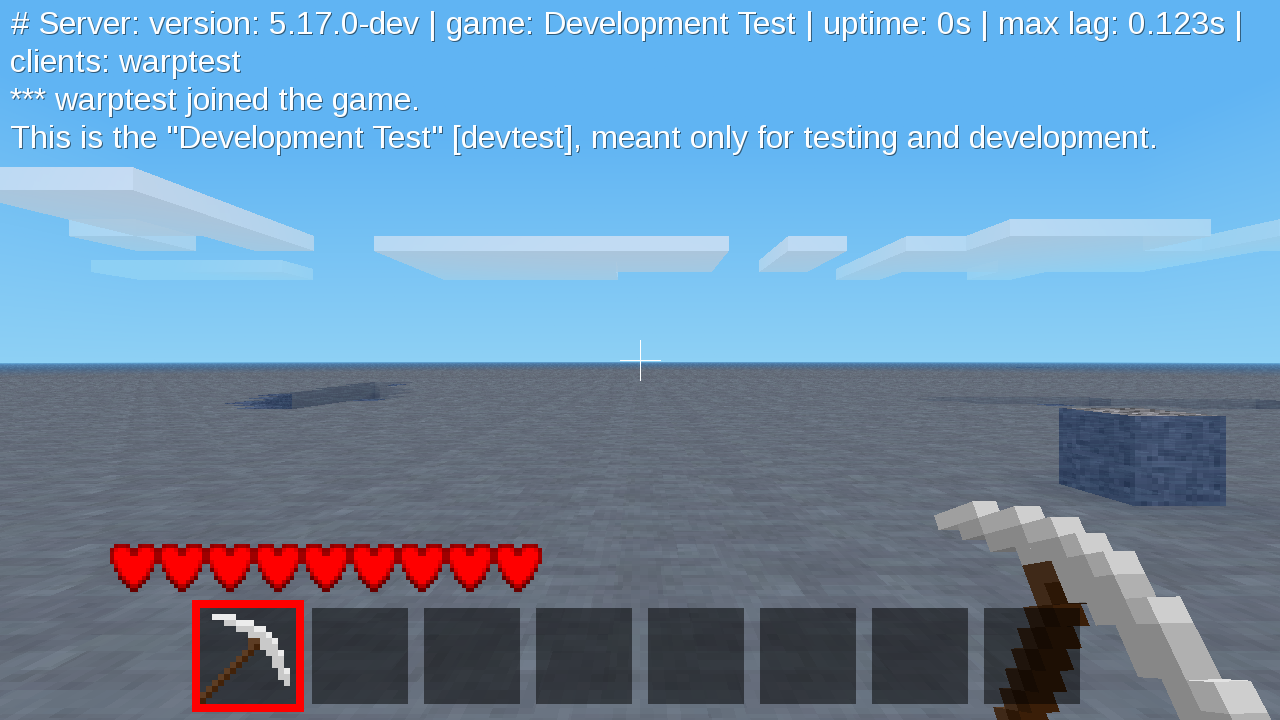 # Server: version: 5.17.0-dev | game: Development Test | uptime: 0s | max lag: 0.123s |
clients: warptest
*** warptest joined the game.
This is the "Development Test" [devtest], meant only for testing and development.